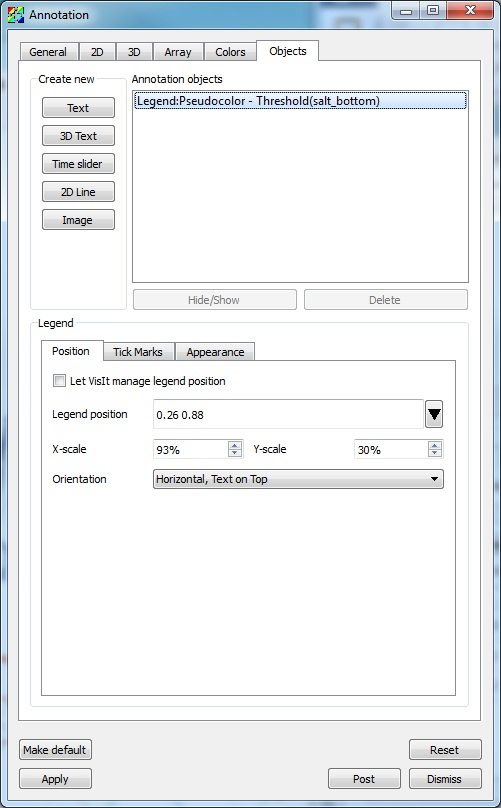 Annotation
General 2D 3D Array Colors Objects
Create new
Text
3D Text
Time slider
2D Line
Image
Annotation objects
Legend:Pseudocolor - Threshold(salt_bottom)
Hide/Show Delete
Legend
Position Tick Marks Appearance
Let VisIt manage legend position
Legend position 0.26 0.88
X-scale 93% Y-scale 30%
Orientation Horizontal, Text on Top
Make default Reset
Apply Post Dismiss